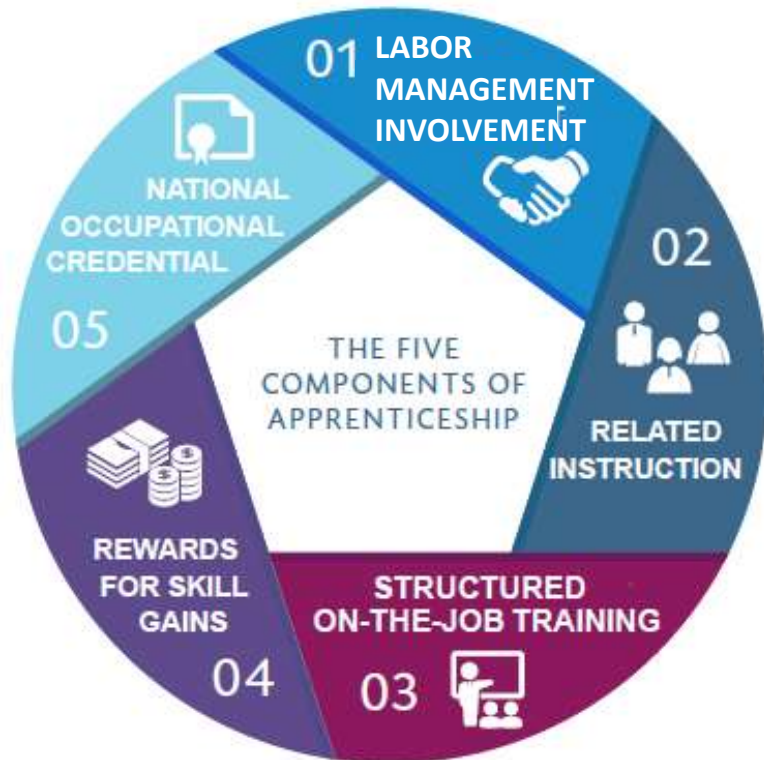 THE FIVE
COMPONENTS OF
APPRENTICESHIP
01 LABOR
MANAGEMENT
INVOLVEMENT
02
RELATED
INSTRUCTION
STRUCTURED
ON-THE-JOB TRAINING
03
REWARDS
FOR SKILL
GAINS
04
NATIONAL
OCCUPATIONAL
CREDENTIAL
05